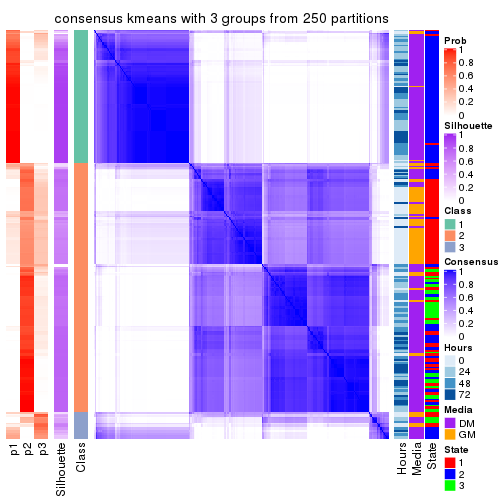 consensus kmeans with 3 groups from 250 partitions
p1
p2
p3
Silhouette
Class
Hours
Media
State
Prob
1
0.8
0.6
0.4
0.2
0
Silhouette
1
0.8
0.6
0.4
0.2
0
Class
1
2
3
Consensus
1
0.8
0.6
0.4
0.2
0
Hours
0
24
48
72
Media
DM
GM
State
1
2
3